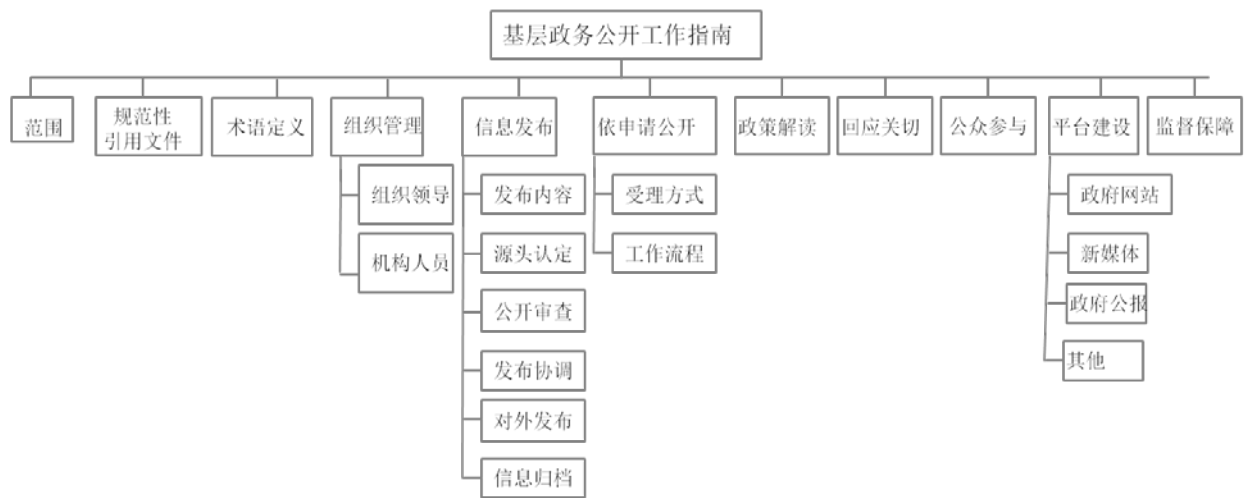 基层政务公开工作指南
范围
规范性
引用文件
术语定义
组织管理
信息发布
依申请公开
政策解读
回应关切
公众参与
平台建设
监督保障
组织领导
机构人员
发布内容
源头认定
公开审查
发布协调
对外发布
信息归档
受理方式
工作流程
政府网站
新媒体
政府公报
其他